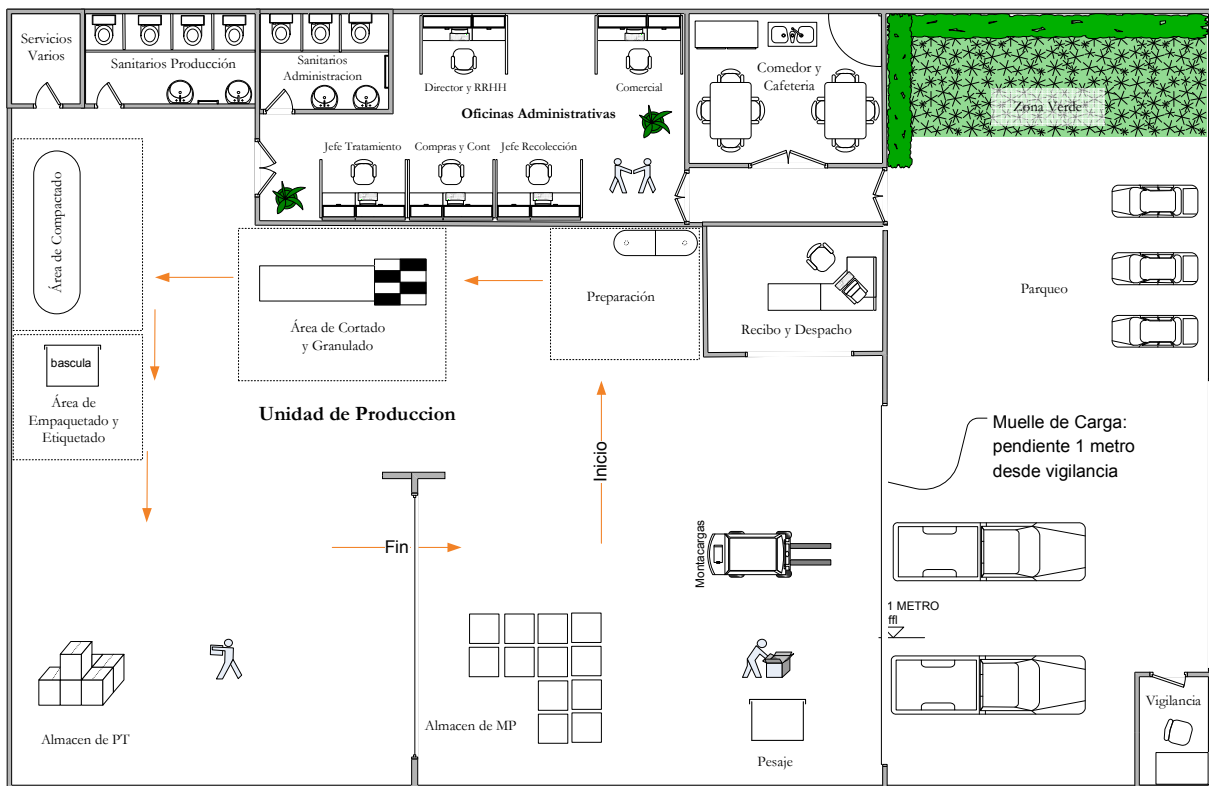 Servicios
Varios
Sanitarios Producción
Sanitarios
Administracion
Director y RRHH
Comercial
Oficinas Administrativas
Comedor y
Cafeteria
Zona Verde
Jefe Tratamiento
Compras y Cont
Jefe Recolección
Área de Compactado
Área de Cortado
y Granulado
Preparación
Recibo y Despacho
Parqueo
bascula
Área de
Empaquetado y
Etiquetado
Unidad de Produccion
Inicio
Muelle de Carga:
pendiente 1 metro
desde vigilancia
Fin
Montacargas
1 METRO
ffl
Almacen de PT
Almacen de MP
Pesaje
Vigilancia